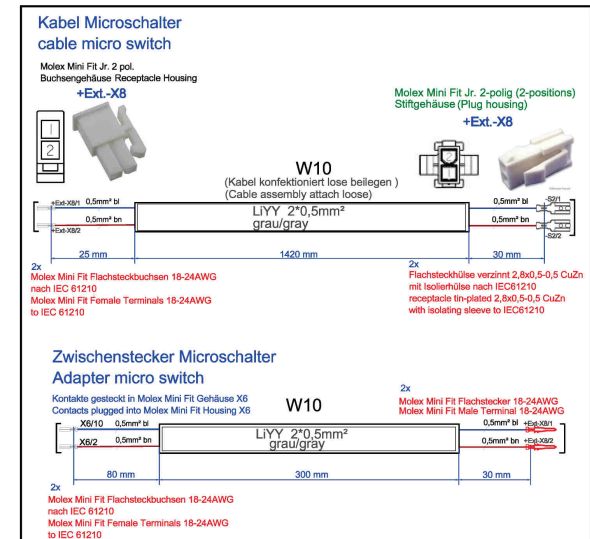 Kabel Microschalter
cable micro switch
Molex Mini Fit Jr. 2 pol.
Buchsengehäuse Receptacle Housing
+Ext.-X8
Molex Mini Fit Jr. 2-polig (2-positions)
Stiftgehäuse (Plug housing)
+Ext.-X8
1
2
2
1
W10
(Kabel konfektioniert lose beilegen )
(Cable assembly attach loose)
+Ext-X8/1 0,5mm² bl
LiYY 2*0,5mm²
grau/gray
0,5mm² bl -S2/1
0,5mm² bn
+Ext-X8/2
0,5mm² bn
-S2/2
25 mm 1420 mm 30 mm
2x
Molex Mini Fit Flachsteckbuchsen 18-24AWG
nach IEC 61210
Molex Mini Fit Female Terminals 18-24AWG
to IEC 61210
2x
Flachsteckhülse verzinnt 2,8x0,5-0,5 CuZn
mit Isolierhülse nach IEC61210
receptacle tin-plated 2,8x0,5-0,5 CuZn
with isolating sleeve to IEC61210
Zwischenstecker Microschalter
Adapter micro switch
Kontakte gesteckt in Molex Mini Fit Gehäuse X6
Contacts plugged into Molex Mini Fit Housing X6
W10
2x
Molex Mini Fit Flachstecker 18-24AWG
Molex Mini Fit Male Terminal 18-24AWG
X6/10 0,5mm² bl
LiYY 2*0,5mm²
grau/gray
0,5mm² bl +Ext-X8/1
X6/2 0,5mm² bn
0,5mm² bn +Ext-X8/2
80 mm 300 mm 30 mm
2x
Molex Mini Fit Flachsteckbuchsen 18-24AWG
nach IEC 61210
Molex Mini Fit Female Terminals 18-24AWG
to IEC 61210